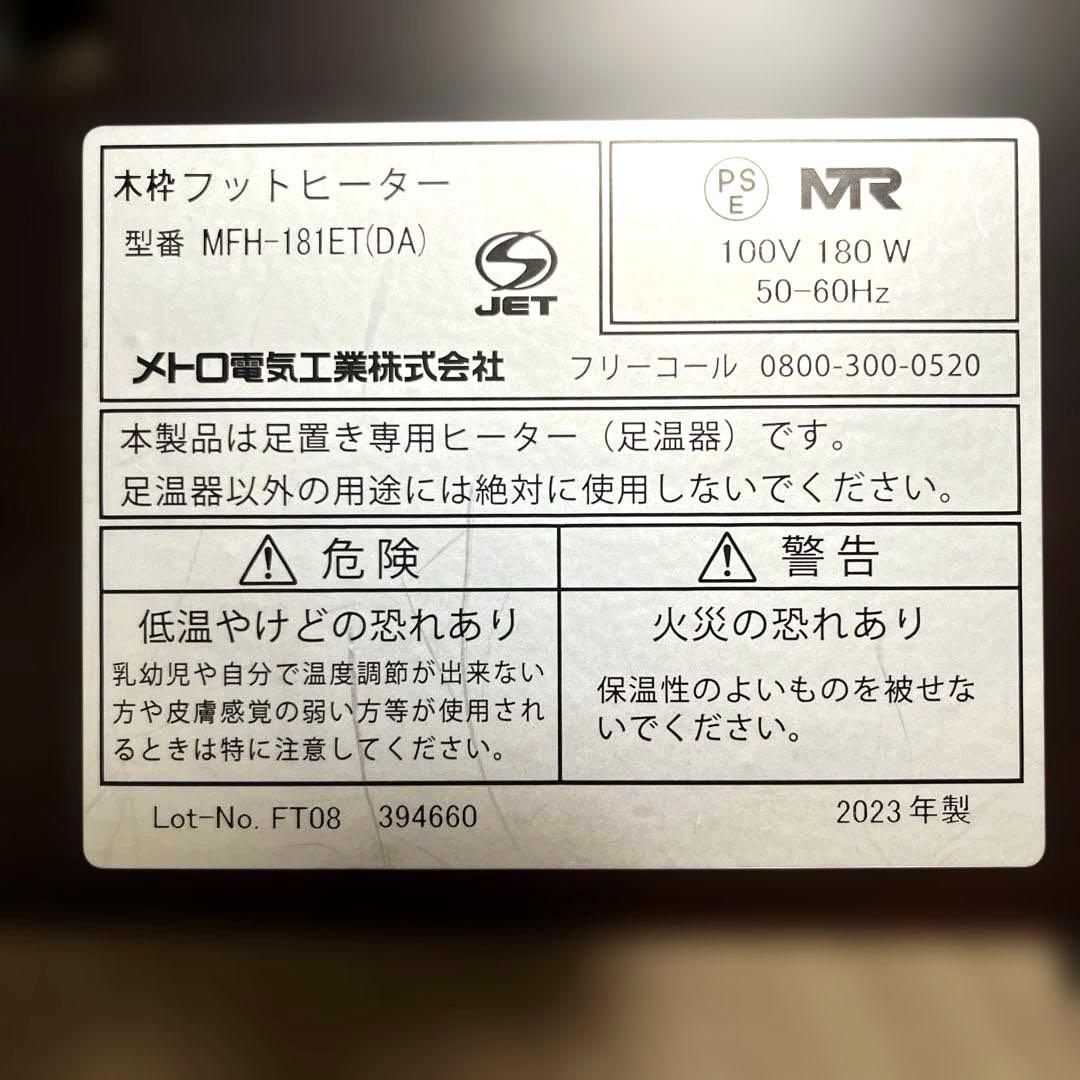 木枠フットヒーター
型番 MFH-181ET(DA)
JET
PS
E
MTR
100V 180 W
50-60Hz
メトロ電気工業株式会社 フリーコール 0800-300-0520
本製品は足置き専用ヒーター（足温器）です。
足温器以外の用途には絶対に使用しないでください。
危険
低温やけどの恐れあり
乳幼児や自分で温度調節が出来ない
方や皮膚感覚の弱い方等が使用され
るときは特に注意してください。
警告
火災の恐れあり
保温性のよいものを被せな
いでください。
Lot-No. FT08 394660
2023年製